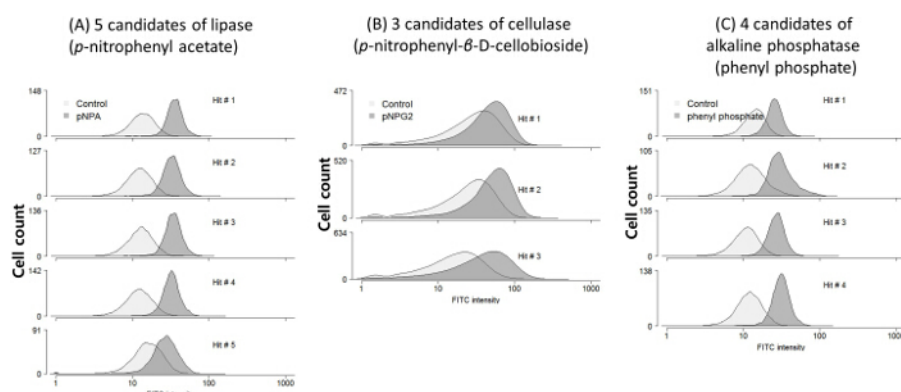 (A) 5 candidates of lipase
(p-nitrophenyl acetate)
148
Control
pNPA
Hit # 1
0
127
Hit # 2
0
136
Hit # 3
0
142
Hit # 4
0
91
Hit # 5
0
1 10 100 1000
Cell count
(B) 3 candidates of cellulase
(p-nitrophenyl-β-D-cellobioside)
472
Control
pNPG2
Hit # 1
0
520
Hit # 2
0
634
Hit # 3
0
1 10 100 1000
FITC intensity
Cell count
(C) 4 candidates of
alkaline phosphatase
(phenyl phosphate)
151
Control
phenyl phosphate
Hit # 1
0
105
Hit # 2
0
135
Hit # 3
0
138
Hit # 4
0
1 10 100 1000
FITC intensity
Cell count